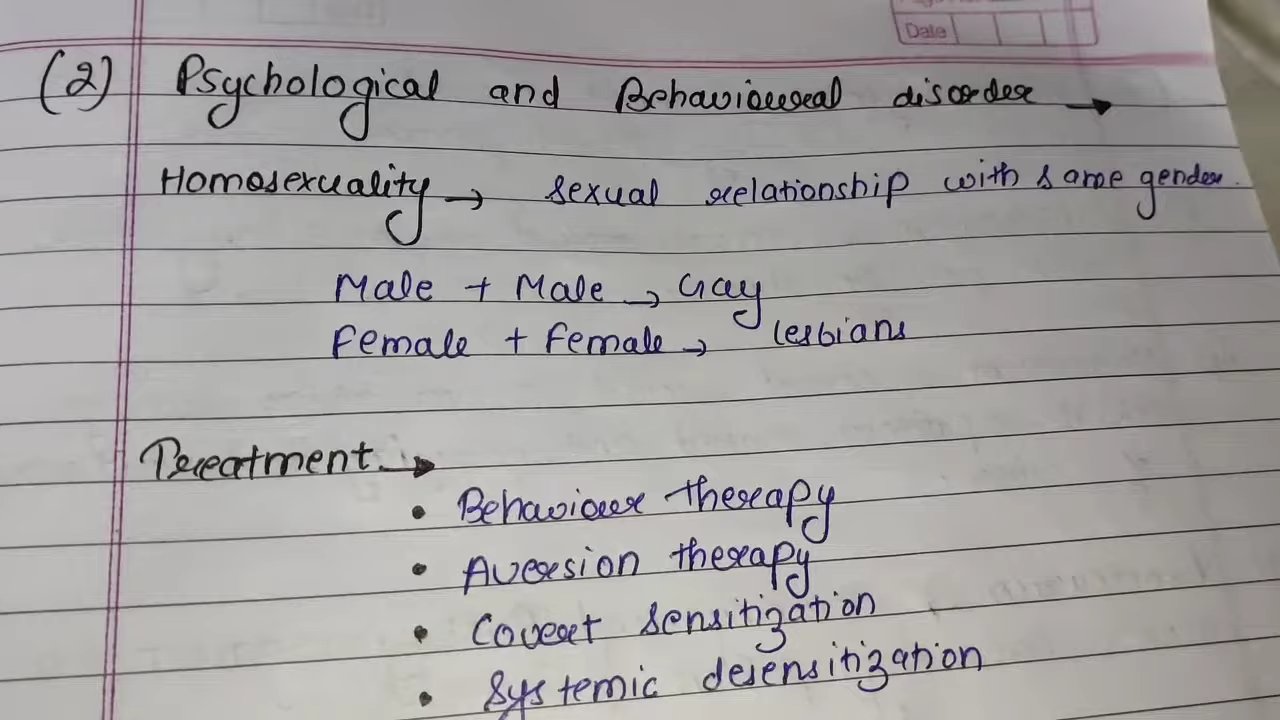 Date
(2) Psychological and Behavioural disorder →
Homosexuality → sexual relationship with same gender.
Male + Male → Gay
Female + Female → lesbians
Treatment →
• Behaviour therapy
• Aversion therapy
• Covert sensitization
• Systemic desensitization